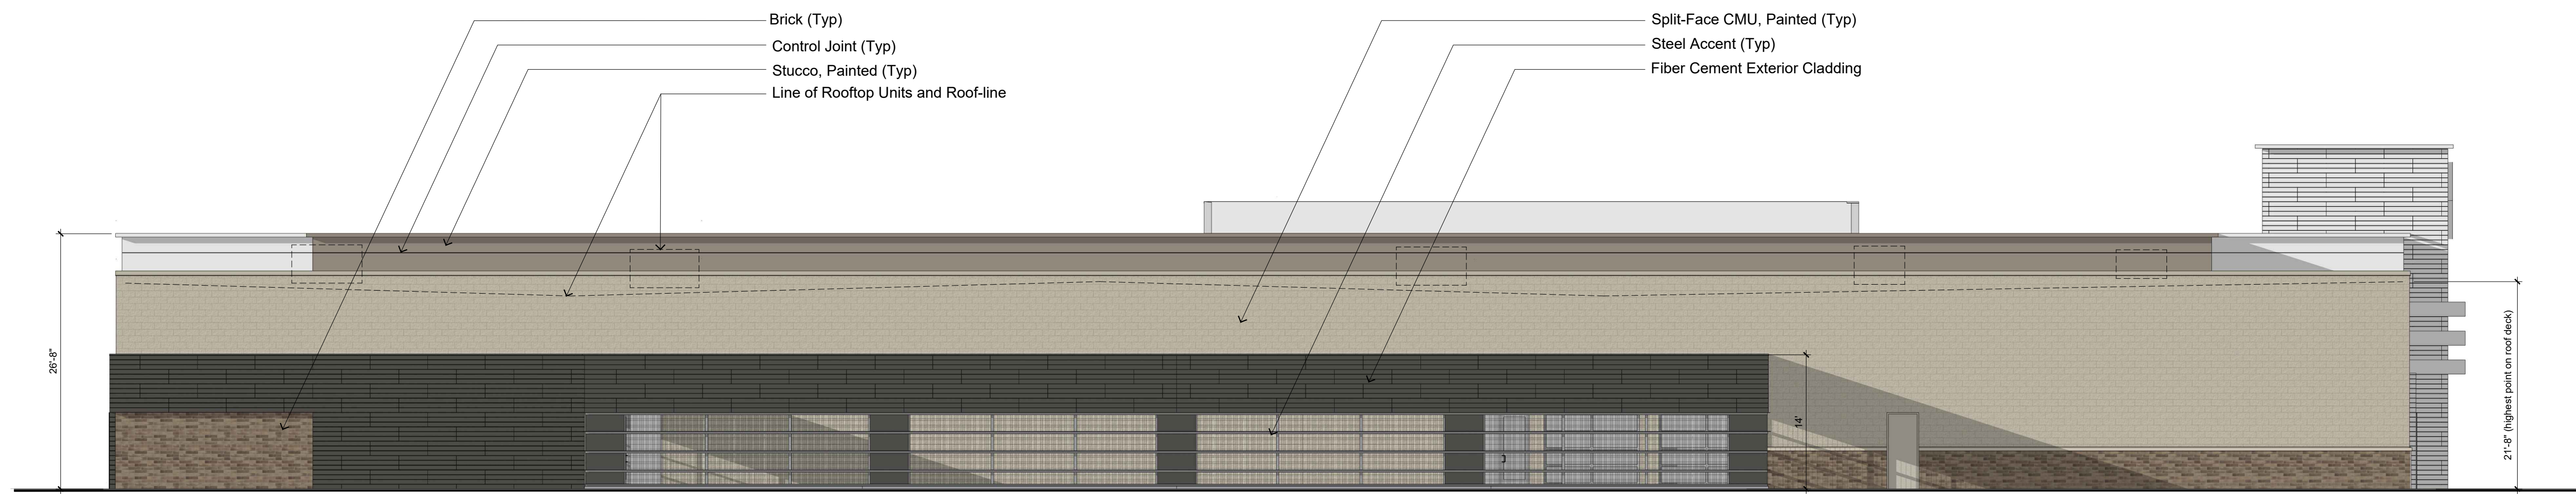 Brick (Typ)
Control Joint (Typ)
Stucco, Painted (Typ)
Line of Rooftop Units and Roof-line
Split-Face CMU, Painted (Typ)
Steel Accent (Typ)
Fiber Cement Exterior Cladding
26'-8"
14'
21'-8" (highest point on roof deck)